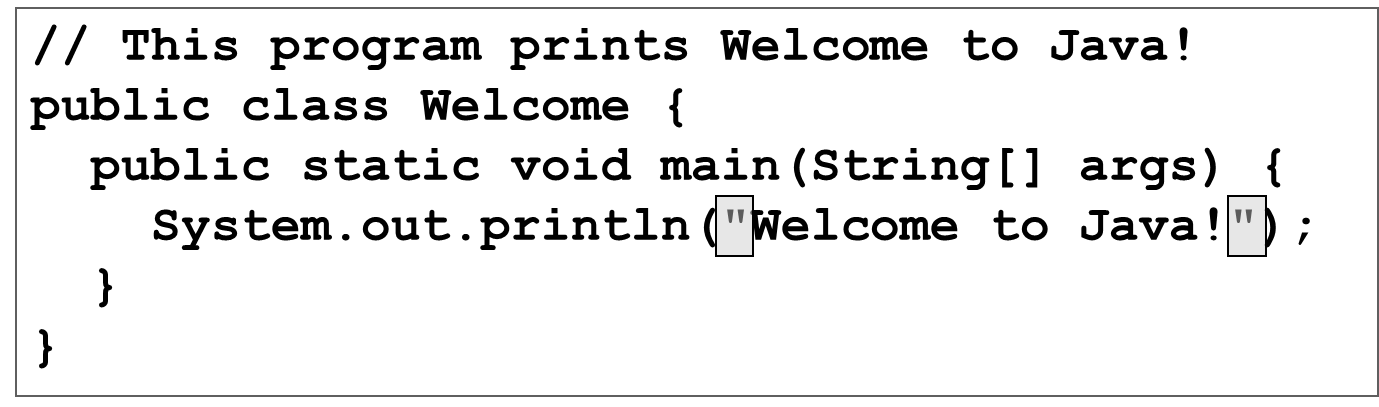 // This program prints Welcome to Java!
public class Welcome {
  public static void main(String[] args) {
    System.out.println("Welcome to Java!");
  }
}